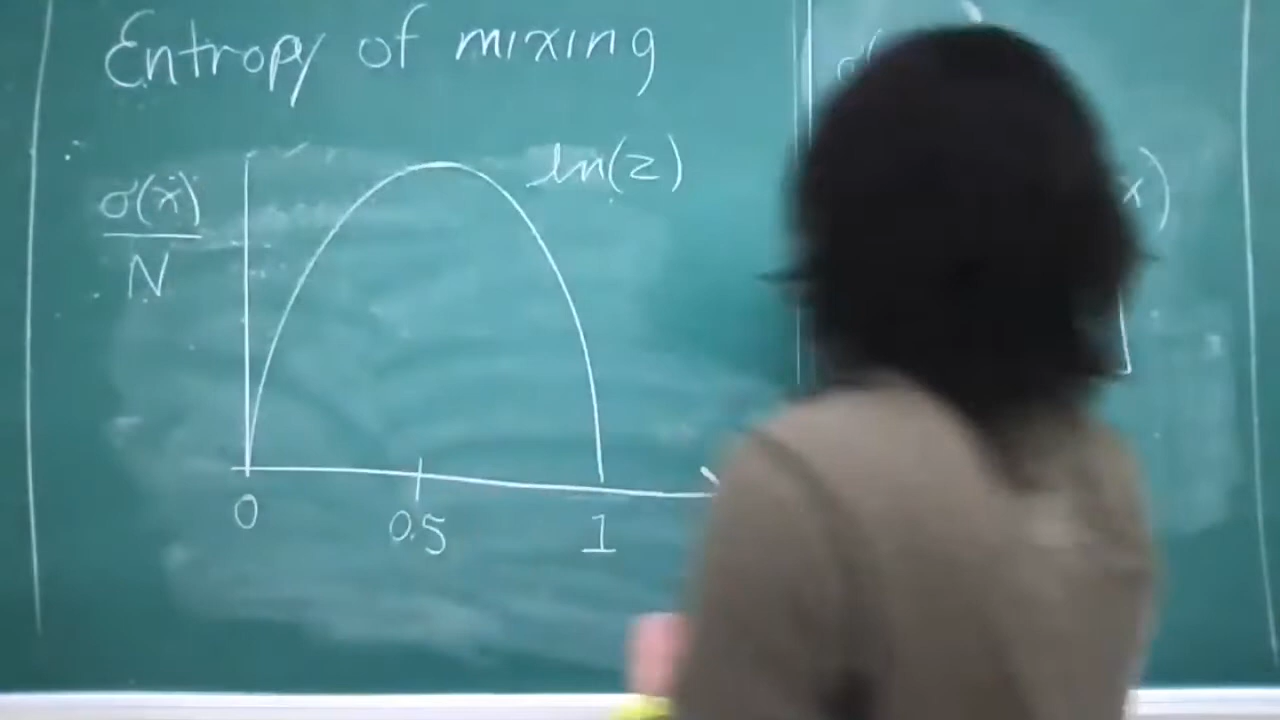 Entropy of mixing
ln(2)
σ(x)
N
0 0.5 1
x)